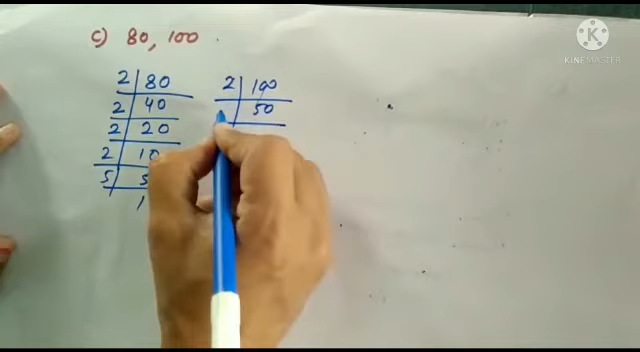 c) 80, 100 .
KINEMASTER
2 | 80
2 | 40
2 | 20
2 | 10
5 | 5
1
2 | 100
50